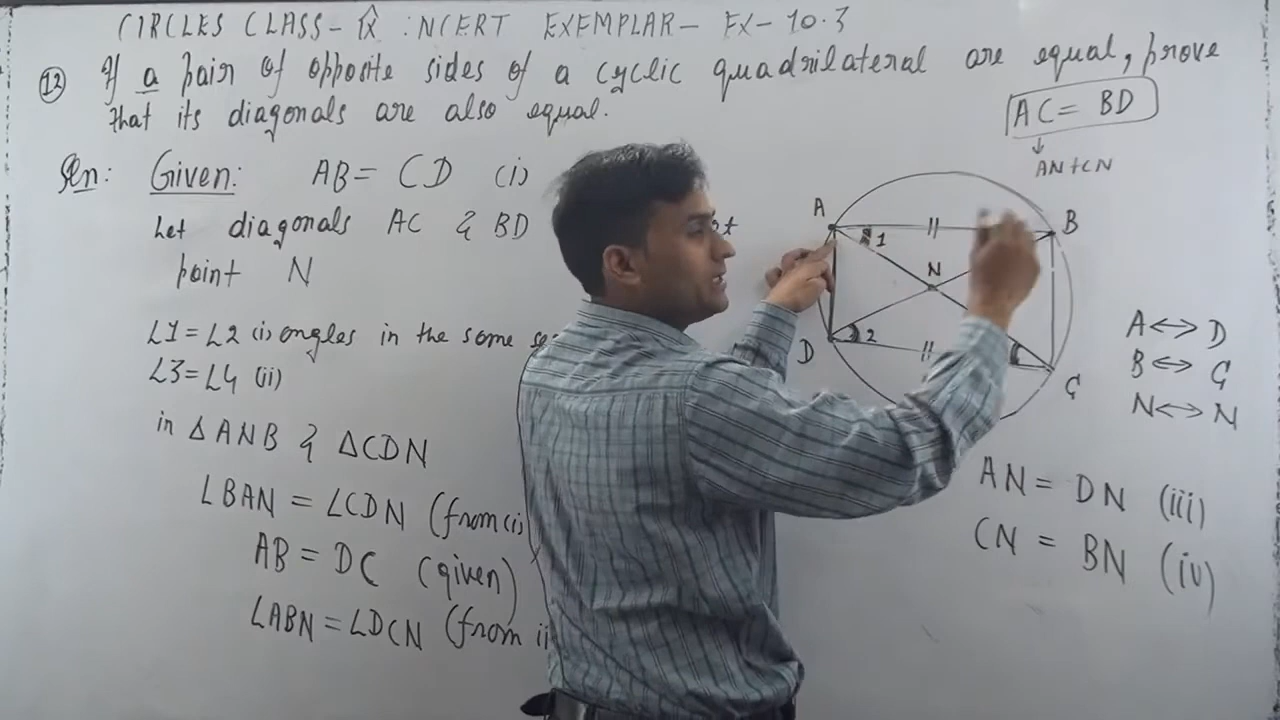 CIRCLES CLASS- IX : NCERT EXEMPLAR- EX- 10.3
12 If a pair of opposite sides of a cyclic quadrilateral are equal, prove
that its diagonals are also equal.
AC = BD
AN+CN
Given: AB = CD (i)
Let diagonals AC & BD
point N
∠1 = ∠2 (i) angles in the same
∠3 = ∠4 (ii)
in ∆ ANB & ∆CDN
∠BAN = ∠CDN (from (i)
AB = DC (given)
∠ABN = ∠DCN (from ii
A
B
1
N
D
2
C
A ↔ D
B ↔ C
N ↔ N
AN = DN (iii)
CN = BN (iv)